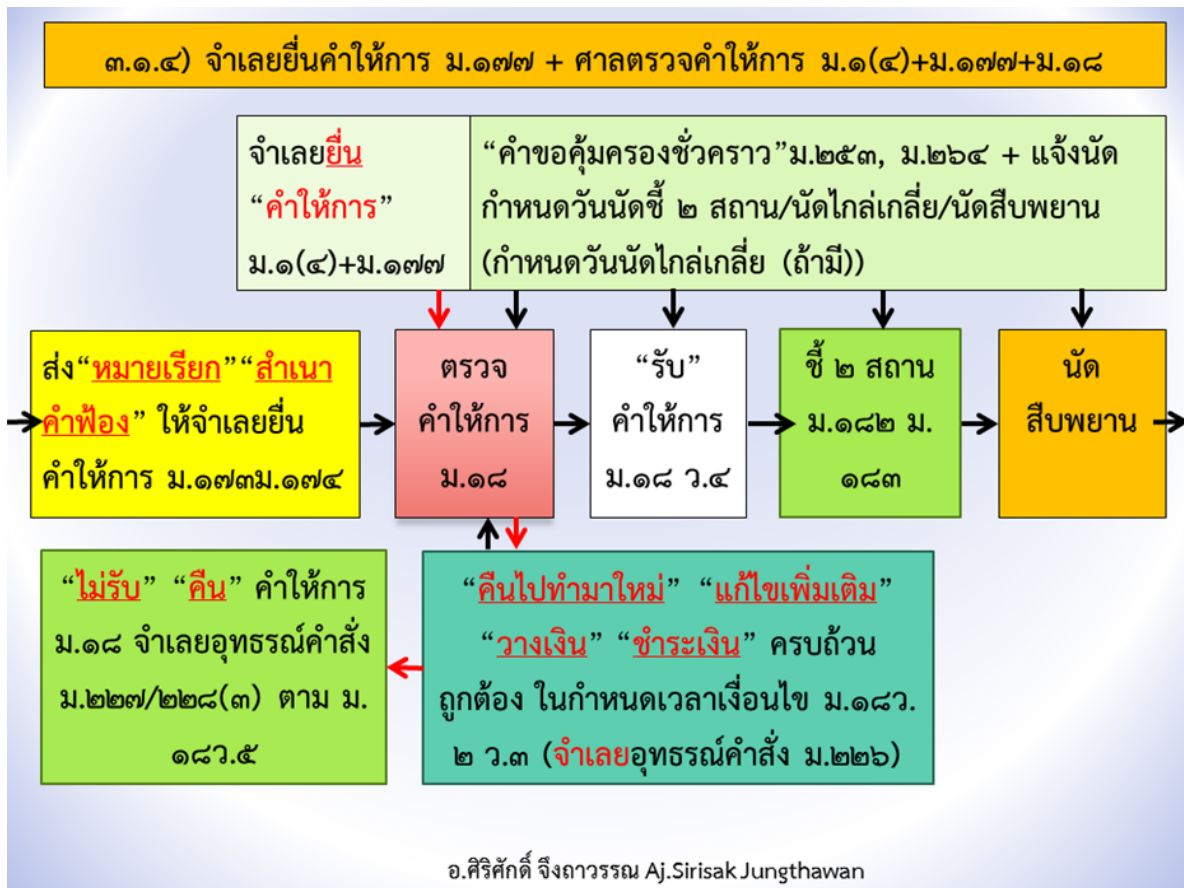 ๓.๑.๔) จำเลยยื่นคำให้การ ม.๑๗๗ + ศาลตรวจคำให้การ ม.๑(๔)+ม.๑๗๗+ม.๑๘
จำเลยยื่น
“คำให้การ”
ม.๑(๔)+ม.๑๗๗
“คำขอคุ้มครองชั่วคราว”ม.๒๕๓, ม.๒๖๔ + แจ้งนัด
กำหนดวันนัดชี้ ๒ สถาน/นัดไกล่เกลี่ย/นัดสืบพยาน
(กำหนดวันนัดไกล่เกลี่ย (ถ้ามี))
ส่ง“หมายเรียก”“สำเนา
คำฟ้อง” ให้จำเลยยื่น
คำให้การ ม.๑๗๓ม.๑๗๔
ตรวจ
คำให้การ
ม.๑๘
“รับ”
คำให้การ
ม.๑๘ ว.๔
ชี้ ๒ สถาน
ม.๑๘๒ ม.
๑๘๓
นัด
สืบพยาน
“ไม่รับ” “คืน” คำให้การ
ม.๑๘ จำเลยอุทธรณ์คำสั่ง
ม.๒๒๗/๒๒๘(๓) ตาม ม.
๑๘ว.๕
“คืนไปทำมาใหม่” “แก้ไขเพิ่มเติม”
“วางเงิน” “ชำระเงิน” ครบถ้วน
ถูกต้อง ในกำหนดเวลาเงื่อนไข ม.๑๘ว.
๒ ว.๓ (จำเลยอุทธรณ์คำสั่ง ม.๒๒๖)
อ.ศิริศักดิ์ จึงถาวรรณ Aj.Sirisak Jungthawan